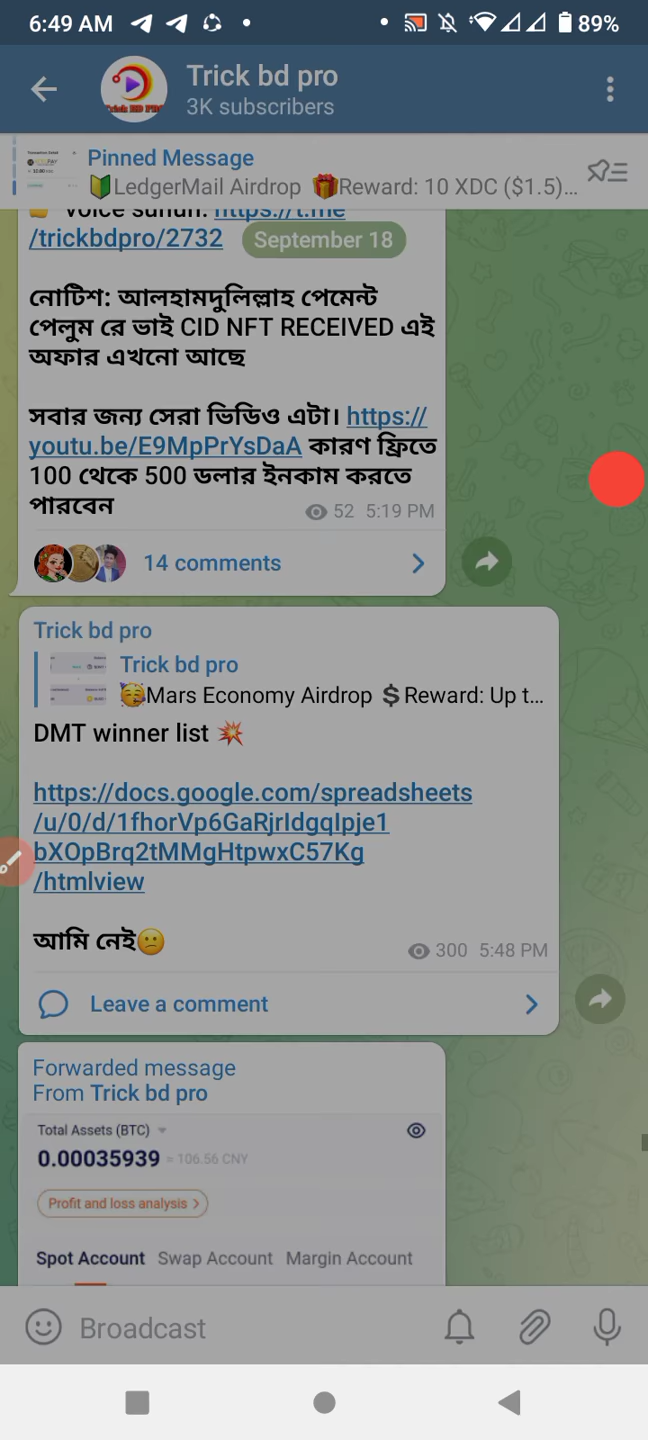 6:49 AM
89%
Trick bd pro
3K subscribers
Pinned Message
🔰LedgerMail Airdrop 🎁Reward: 10 XDC ($1.5)...
Voice sunun: https://t.me
/trickbdpro/2732
September 18
নোটিশ: আলহামদুলিল্লাহ পেমেন্ট
পেলুম রে ভাই CID NFT RECEIVED এই
অফার এখনো আছে
সবার জন্য সেরা ভিডিও এটা। https://
youtu.be/E9MpPrYsDaA কারণ ফ্রিতে
100 থেকে 500 ডলার ইনকাম করতে
পারবেন
52 5:19 PM
14 comments
Trick bd pro
Trick bd pro
🥳Mars Economy Airdrop 💲Reward: Up t...
DMT winner list 💥
https://docs.google.com/spreadsheets
/u/0/d/1fhorVp6GaRjrIdgqIpje1
bXOpBrq2tMMgHtpwxC57Kg
/htmlview
আমি নেই😕
300 5:48 PM
Leave a comment
Forwarded message
From Trick bd pro
Total Assets (BTC)
0.00035939 ≈ 106.56 CNY
Profit and loss analysis >
Spot Account Swap Account Margin Account
Broadcast